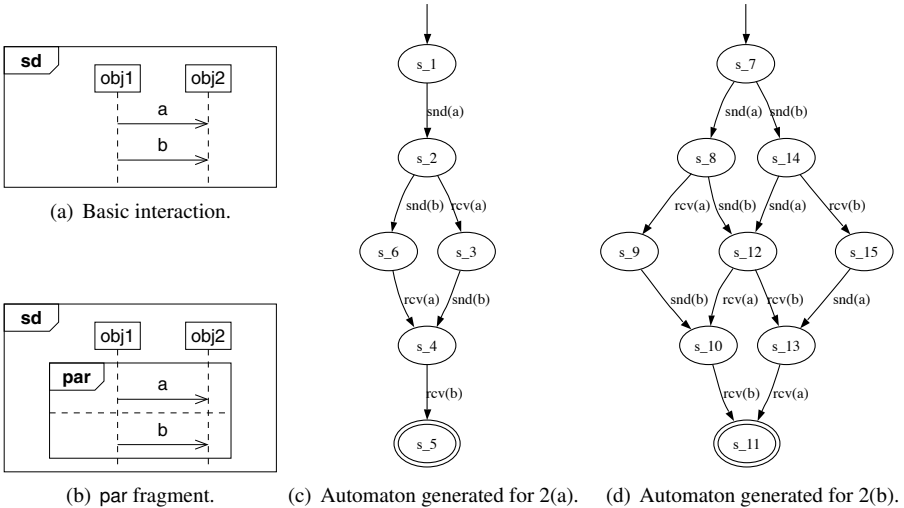 sd
obj1 obj2
a
b
(a) Basic interaction.
sd
obj1 obj2
par
a
b
(b) par fragment.
s_1
snd(a)
s_2
snd(b) rcv(a)
s_6 s_3
rcv(a) snd(b)
s_4
rcv(b)
s_5
(c) Automaton generated for 2(a).
s_7
snd(a) snd(b)
s_8 s_14
rcv(a) snd(b) snd(a) rcv(b)
s_9 s_12 s_15
snd(b) rcv(a) rcv(b) snd(a)
s_10 s_13
rcv(b) rcv(a)
s_11
(d) Automaton generated for 2(b).